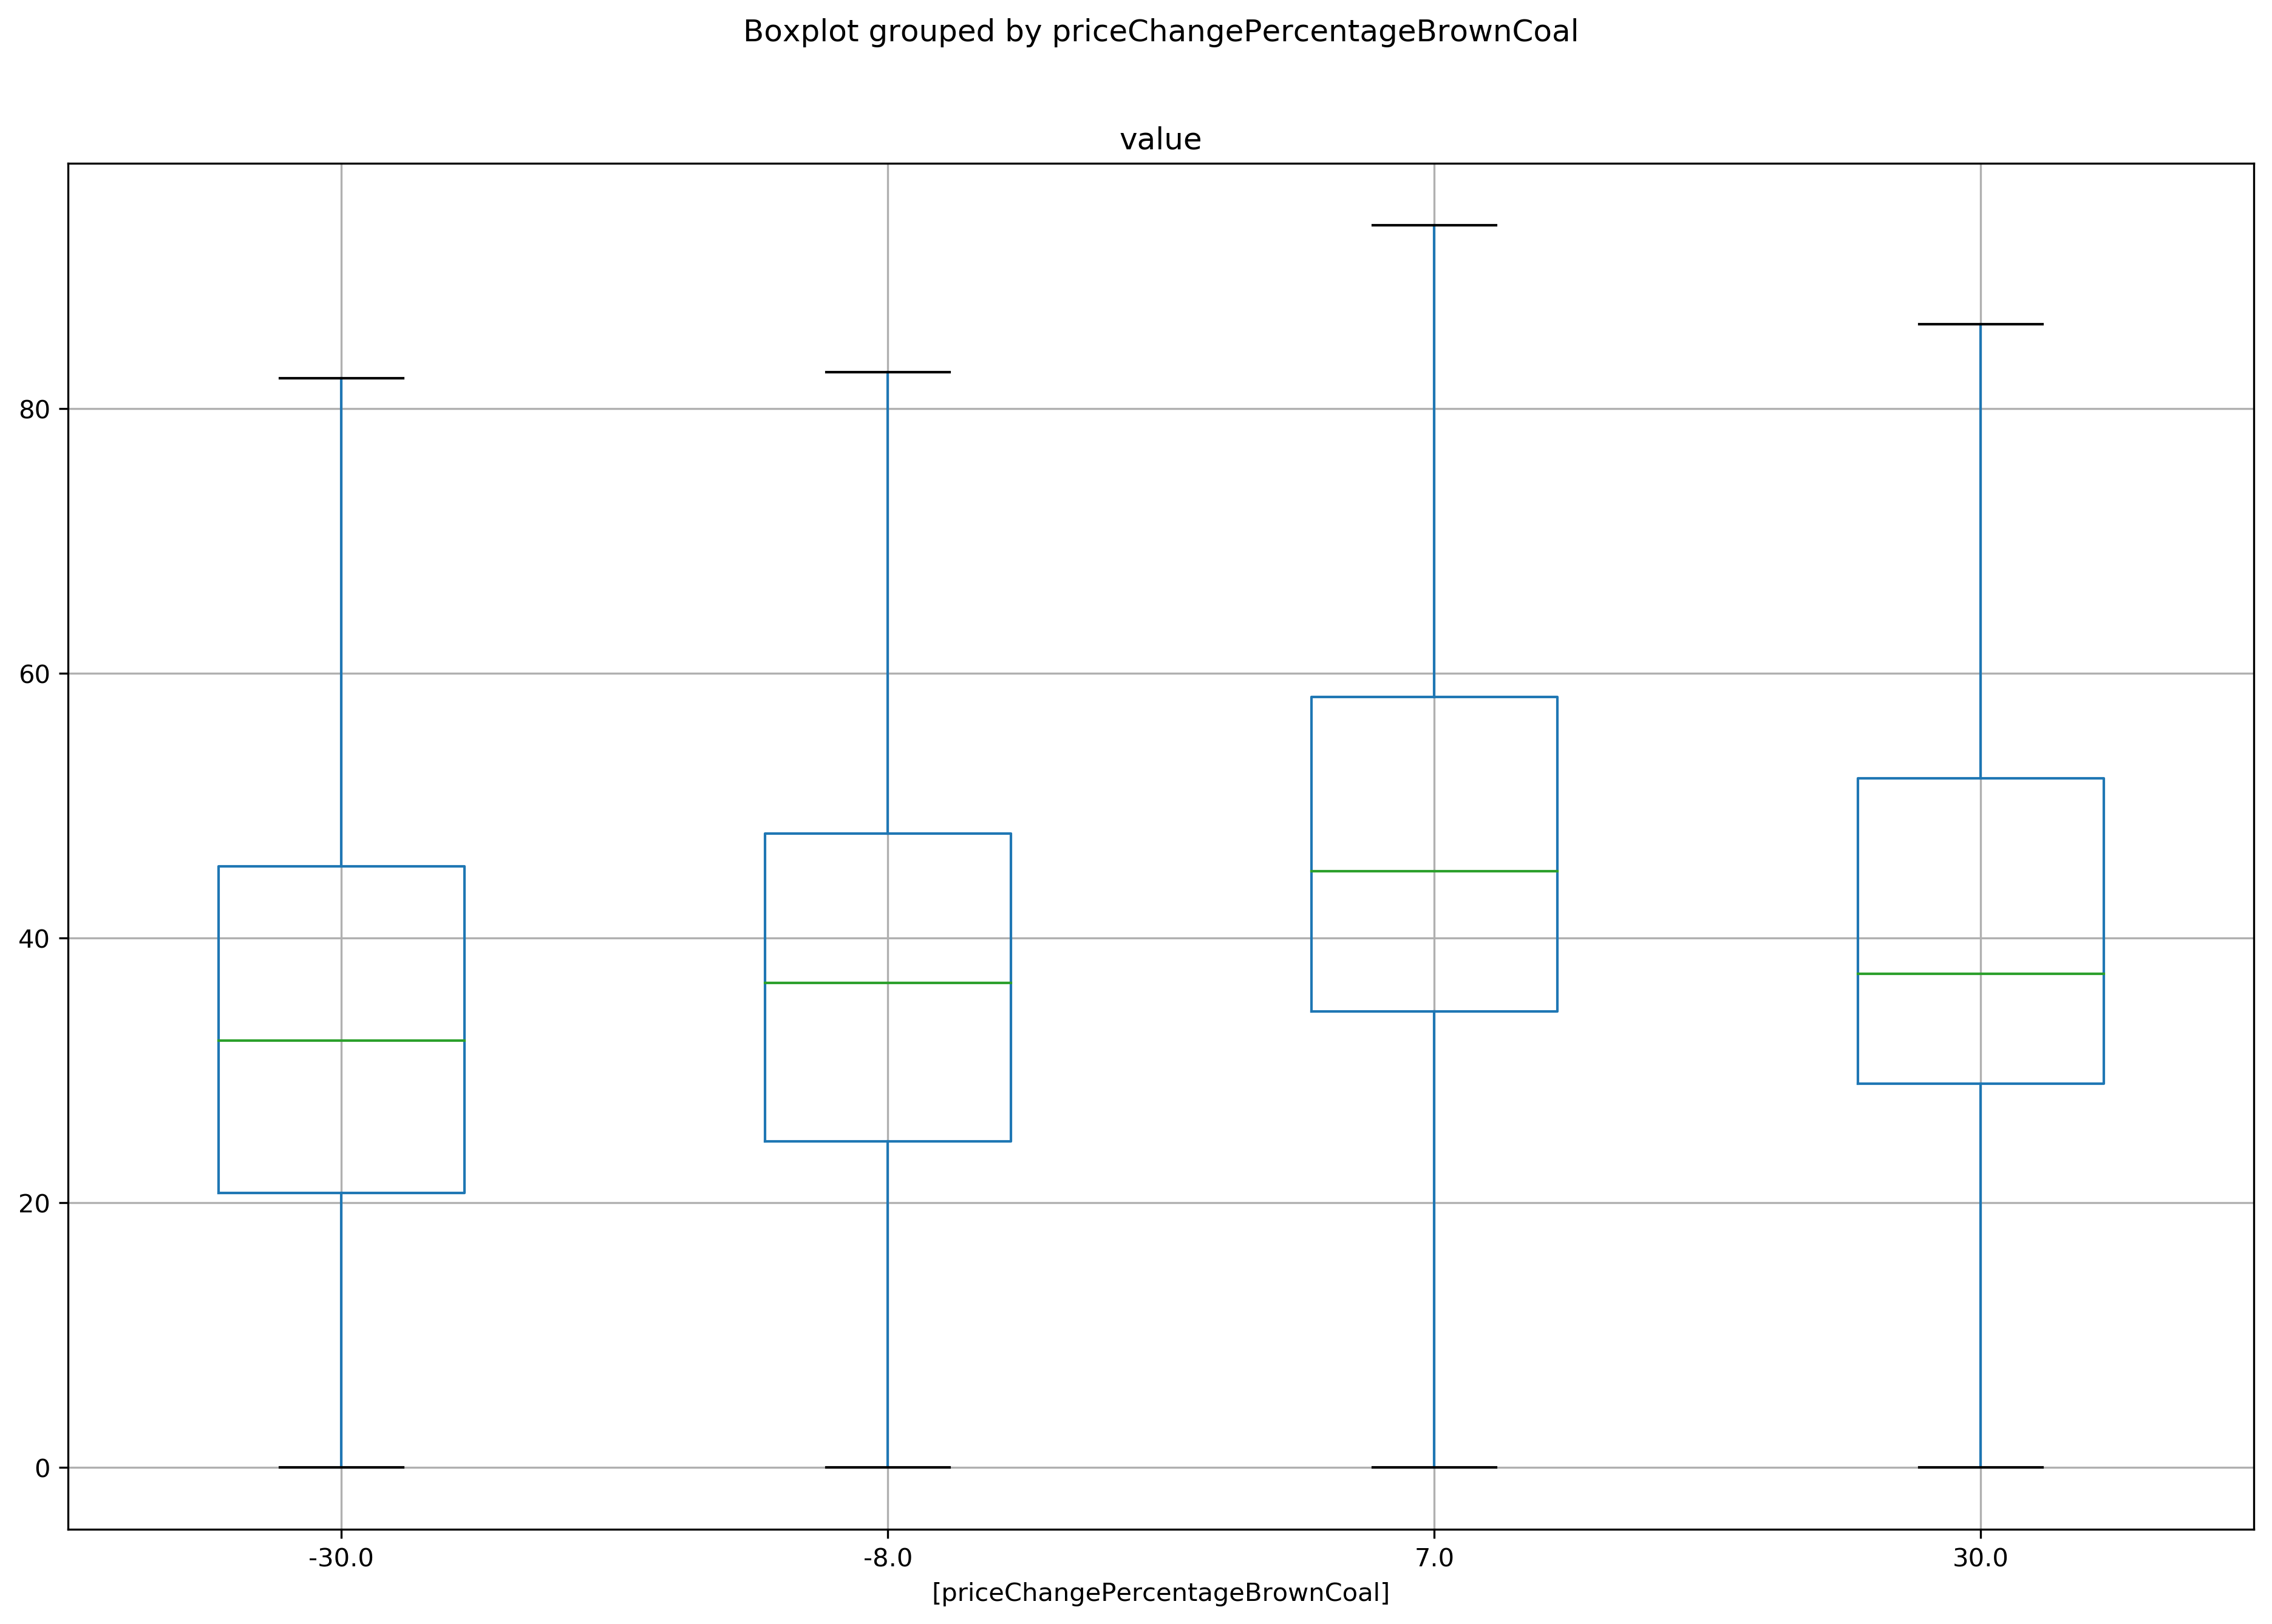 Boxplot grouped by priceChangePercentageBrownCoal
value
80
60
40
20
0
-30.0 -8.0 7.0 30.0
[priceChangePercentageBrownCoal]